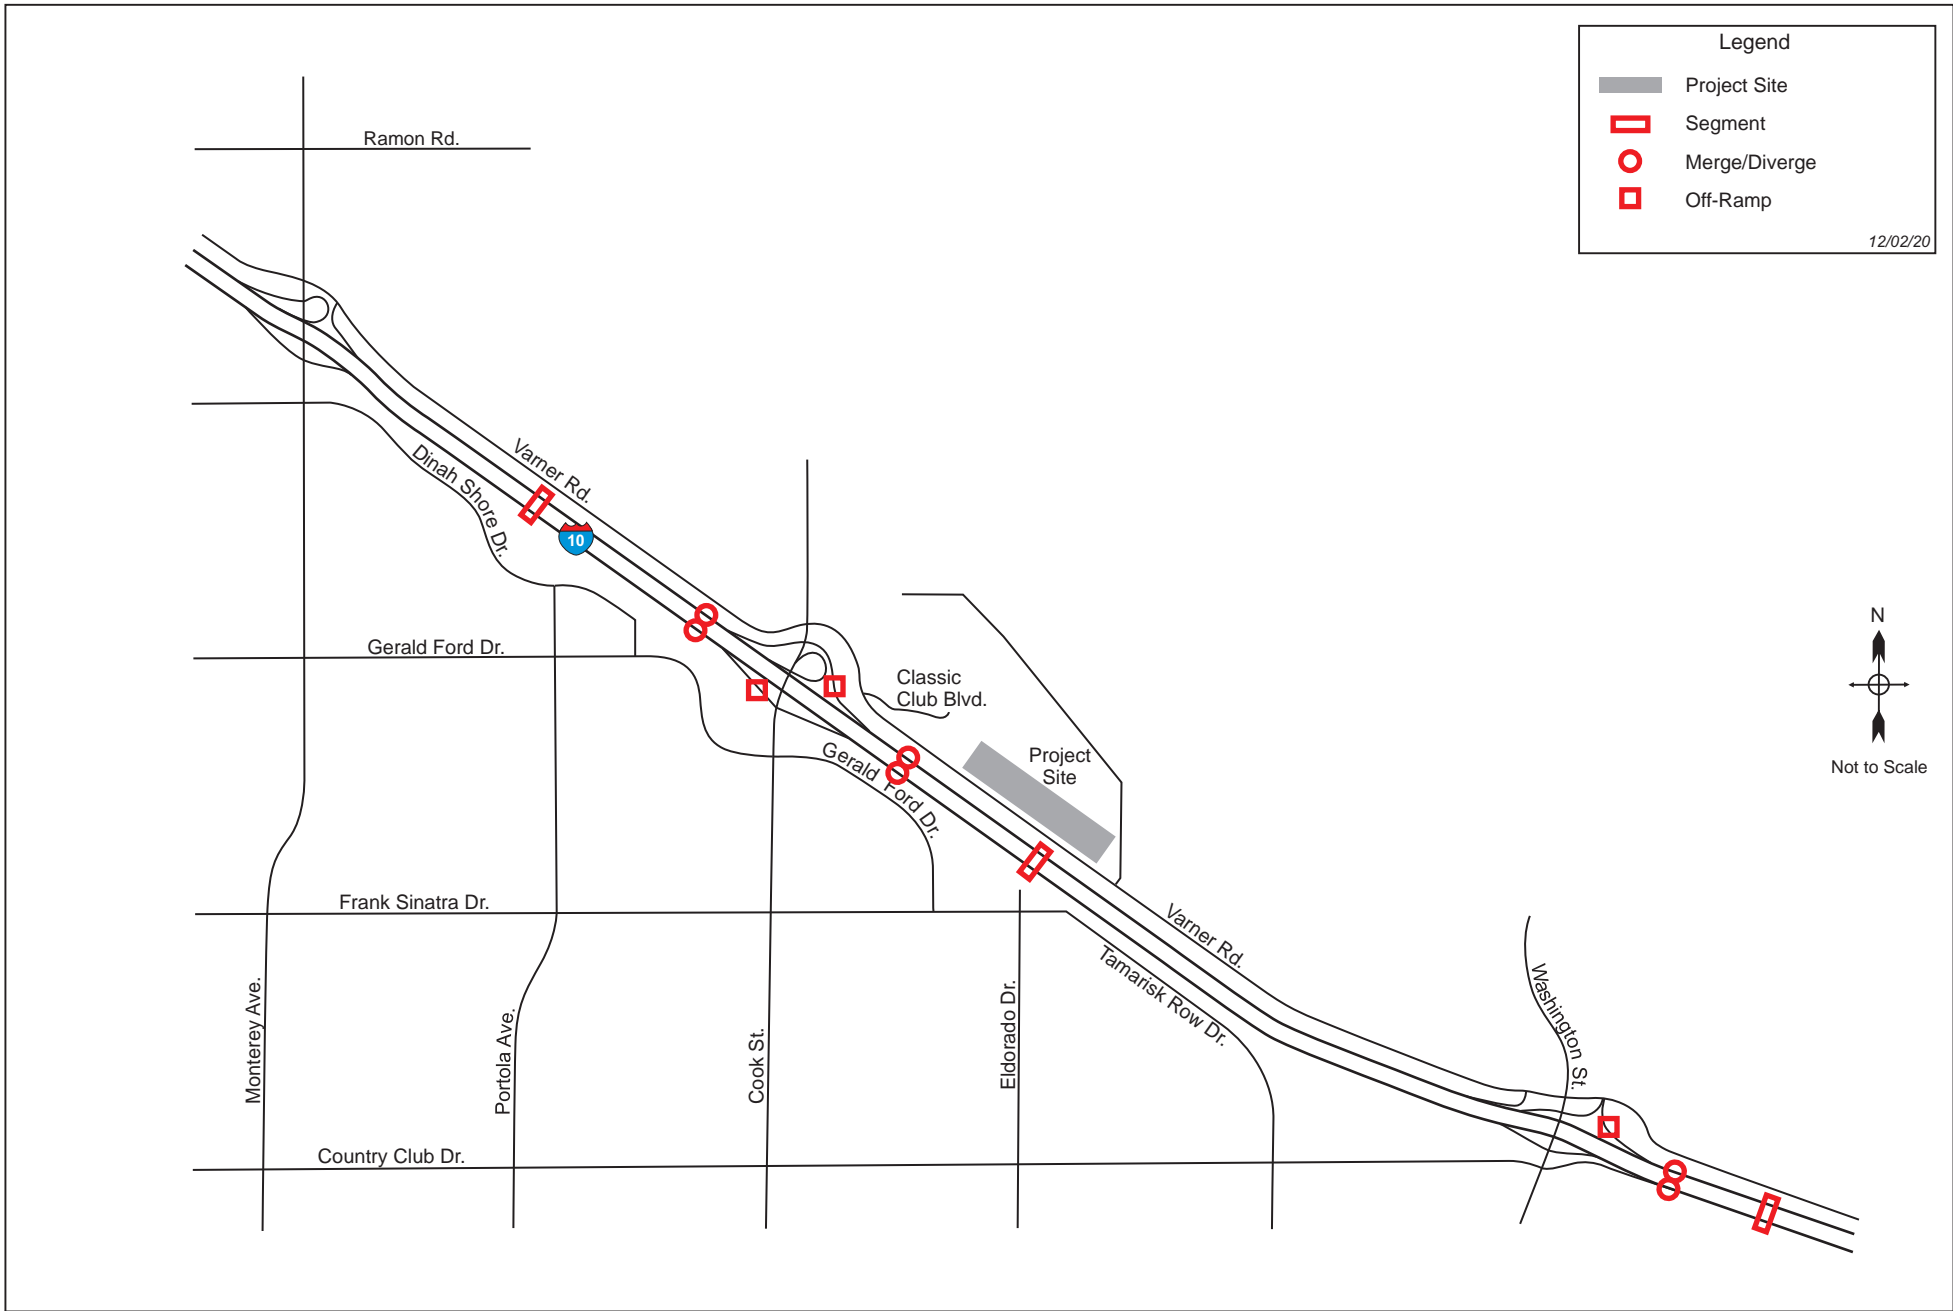 Legend
Project Site
Segment
Merge/Diverge
Off-Ramp
12/02/20
Ramon Rd.
Varner Rd.
Dinah Shore Dr.
10
Gerald Ford Dr.
Classic
Club Blvd.
N
Not to Scale
Project
Site
Gerald Ford Dr.
Frank Sinatra Dr.
Varner Rd.
Tamarisk Row Dr.
Washington St.
Monterey Ave.
Portola Ave.
Cook St.
Eldorado Dr.
Country Club Dr.